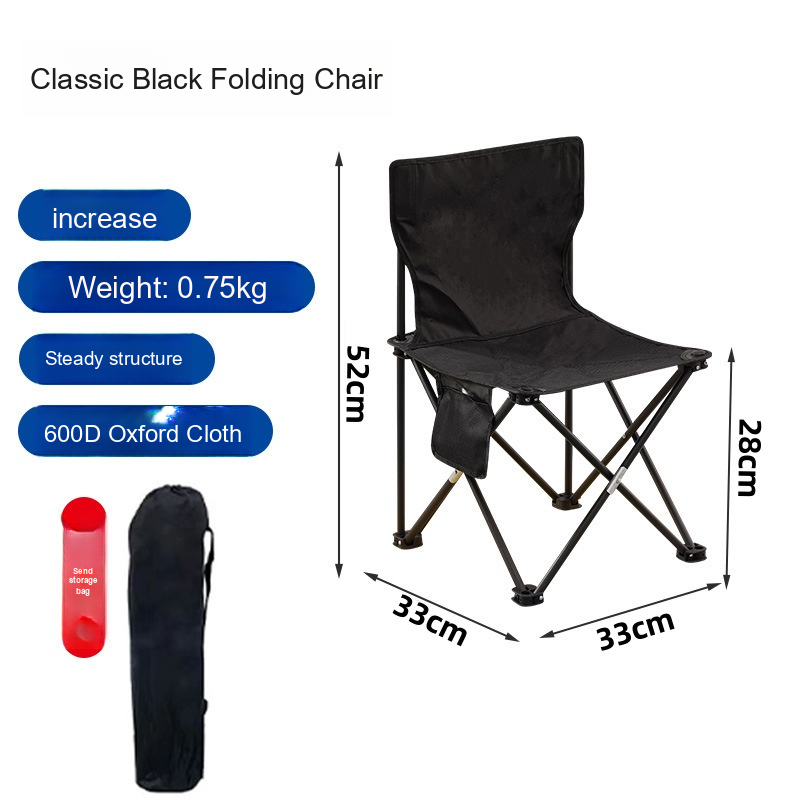 Classic Black Folding Chair
increase
Weight: 0.75kg
Steady structure
600D Oxford Cloth
Send
storage
bag
52cm
28cm
33cm
33cm